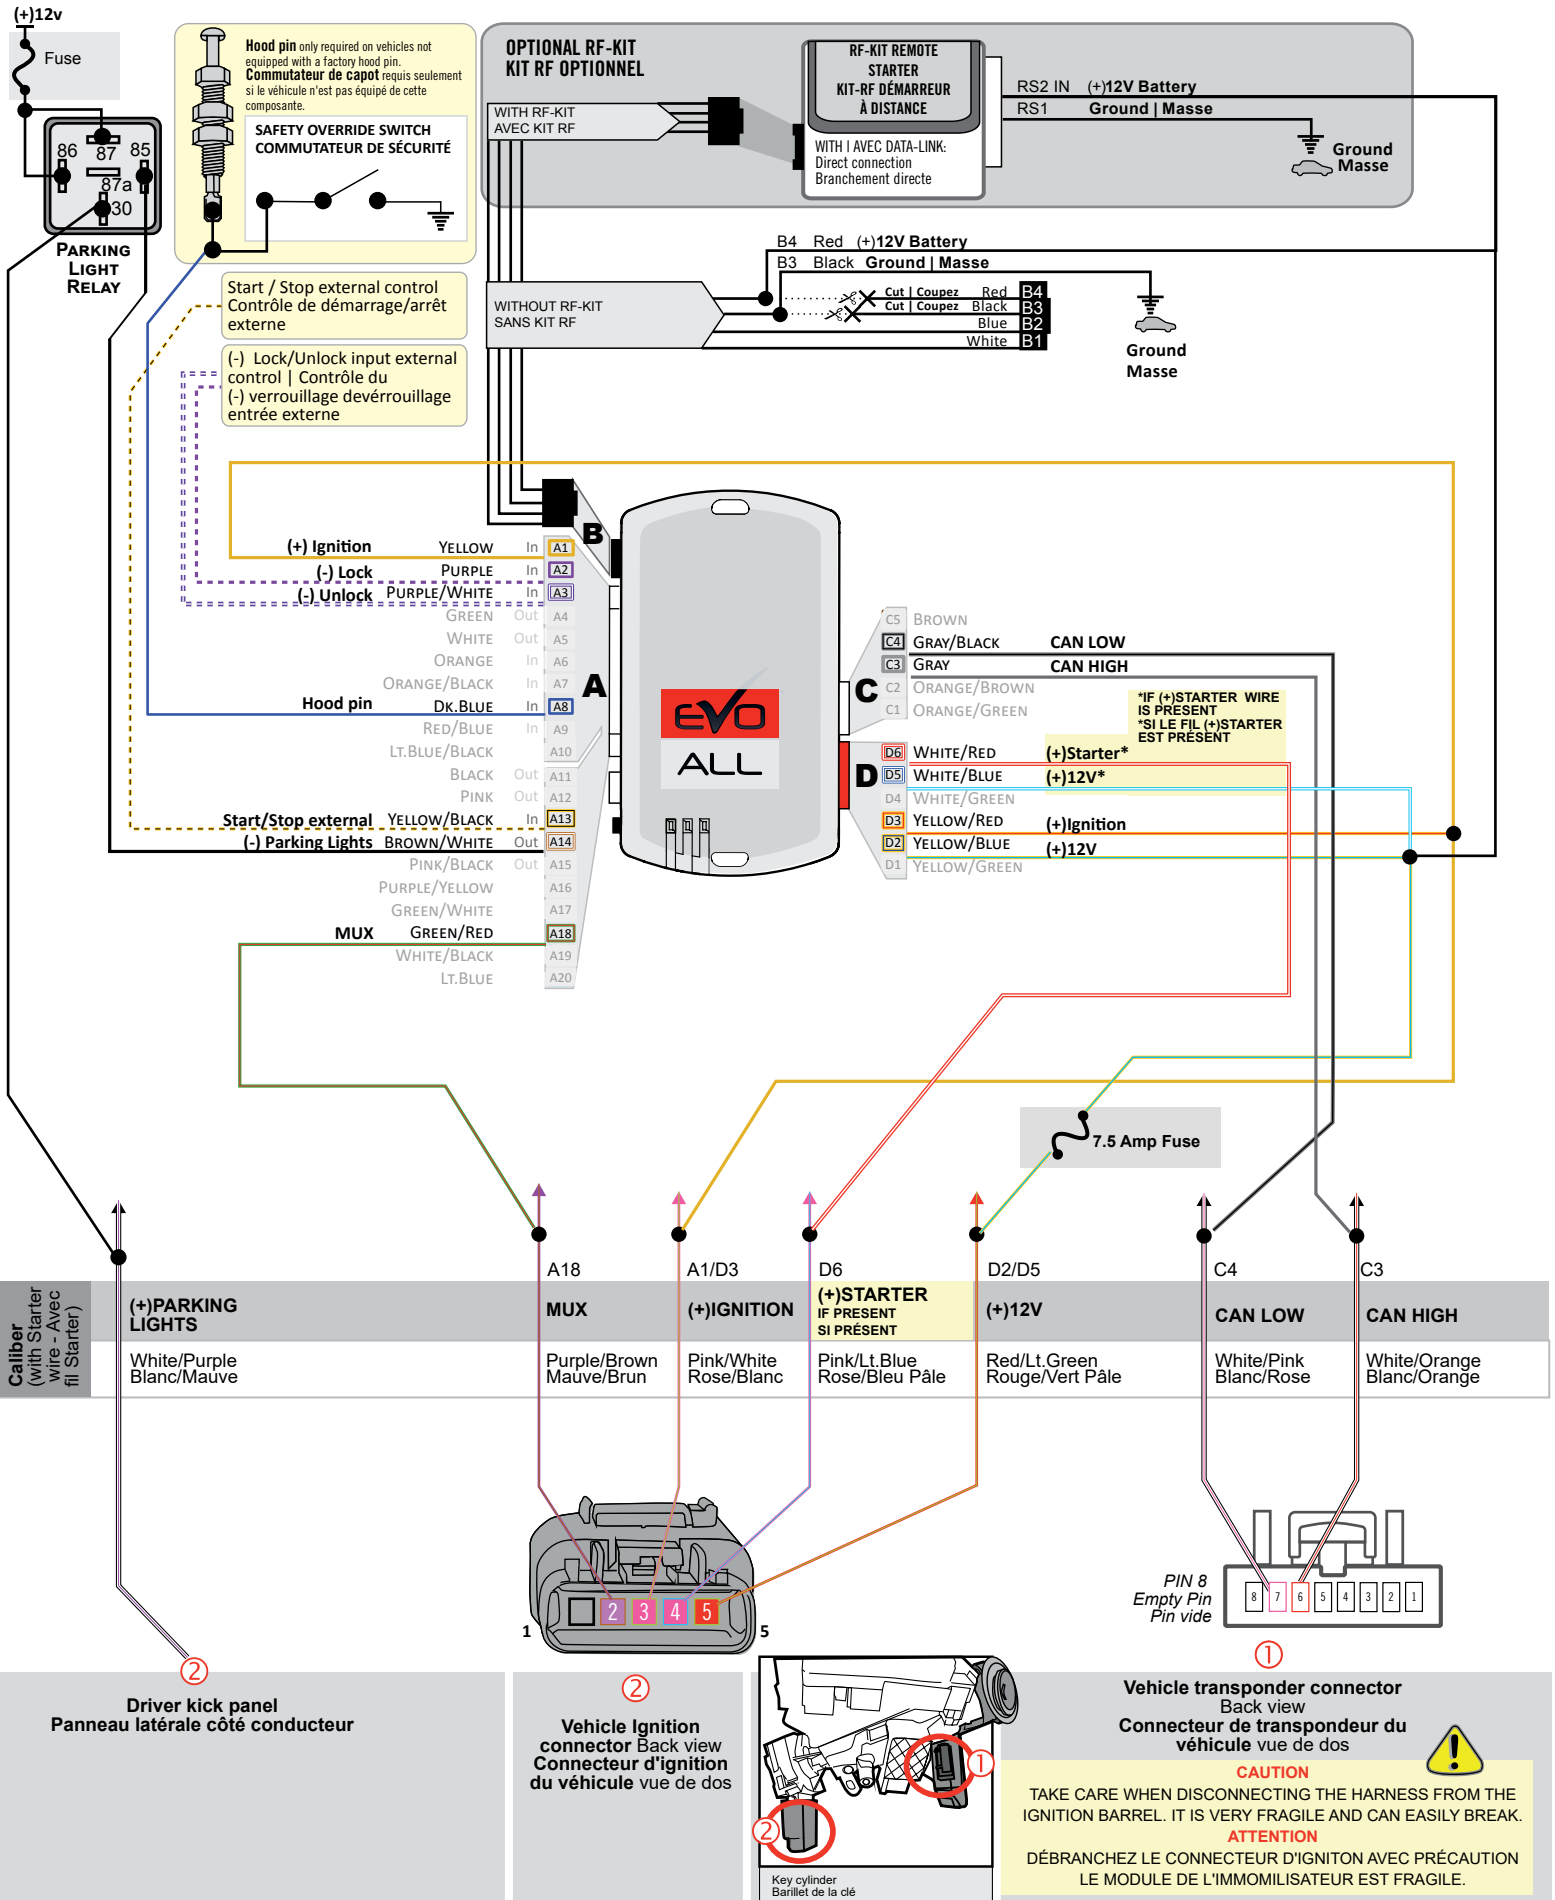 (+)12v
Fuse
86
87
85
87a
30
PARKING
LIGHT
RELAY
Hood pin only required on vehicles not
equipped with a factory hood pin.
Commutateur de capot requis seulement
si le véhicule n'est pas équipé de cette
composante.
SAFETY OVERRIDE SWITCH
COMMUTATEUR DE SÉCURITÉ
OPTIONAL RF-KIT
KIT RF OPTIONNEL
WITH RF-KIT
AVEC KIT RF
RF-KIT REMOTE
STARTER
KIT-RF DÉMARREUR
À DISTANCE
WITH | AVEC DATA-LINK:
Direct connection
Branchement directe
RS2 IN (+)12V Battery
RS1 Ground | Masse
Ground
Masse
B4 Red (+)12V Battery
B3 Black Ground | Masse
WITHOUT RF-KIT
SANS KIT RF
Cut | Coupez Red B4
Cut | Coupez Black B3
Blue B2
White B1
Ground
Masse
Start / Stop external control
Contrôle de démarrage/arrêt
externe
(-) Lock/Unlock input external
control | Contrôle du
(-) verrouillage devérrouillage
entrée externe
B
(+) Ignition YELLOW In A1
(-) Lock PURPLE In A2
(-) Unlock PURPLE/WHITE In A3
GREEN Out A4
WHITE Out A5
ORANGE In A6
ORANGE/BLACK In A7
Hood pin DK.BLUE In A8
RED/BLUE In A9
LT.BLUE/BLACK A10
BLACK Out A11
PINK Out A12
Start/Stop external YELLOW/BLACK In A13
(-) Parking Lights BROWN/WHITE Out A14
PINK/BLACK Out A15
PURPLE/YELLOW A16
GREEN/WHITE A17
MUX GREEN/RED A18
WHITE/BLACK A19
LT.BLUE A20
A
EVO
ALL
C
C5 BROWN
C4 GRAY/BLACK CAN LOW
C3 GRAY CAN HIGH
C2 ORANGE/BROWN
C1 ORANGE/GREEN
*IF (+)STARTER WIRE
IS PRESENT
*SI LE FIL (+)STARTER
EST PRÉSENT
D
D6 WHITE/RED (+)Starter*
D5 WHITE/BLUE (+)12V*
D4 WHITE/GREEN
D3 YELLOW/RED (+)Ignition
D2 YELLOW/BLUE (+)12V
D1 YELLOW/GREEN
7.5 Amp Fuse
A18
A1/D3
D6
D2/D5
C4
C3
Caliber
(with Starter
wire - Avec
fil Starter)
(+)PARKING
LIGHTS
MUX
(+)IGNITION
(+)STARTER
IF PRESENT
SI PRÉSENT
(+)12V
CAN LOW
CAN HIGH
White/Purple
Blanc/Mauve
Purple/Brown
Mauve/Brun
Pink/White
Rose/Blanc
Pink/Lt.Blue
Rose/Bleu Pâle
Red/Lt.Green
Rouge/Vert Pâle
White/Pink
Blanc/Rose
White/Orange
Blanc/Orange
2 3 4 5
1
5
PIN 8
Empty Pin
Pin vide
8 7 6 5 4 3 2 1
2
Driver kick panel
Panneau latérale côté conducteur
2
Vehicle Ignition
connector Back view
Connecteur d'ignition
du véhicule vue de dos
1
2
Key cylinder
Barillet de la clé
1
Vehicle transponder connector
Back view
Connecteur de transpondeur du
véhicule vue de dos
CAUTION
TAKE CARE WHEN DISCONNECTING THE HARNESS FROM THE
IGNITION BARREL. IT IS VERY FRAGILE AND CAN EASILY BREAK.
ATTENTION
DÉBRANCHEZ LE CONNECTEUR D'IGNITON AVEC PRÉCAUTION
LE MODULE DE L'IMMOMILISATEUR EST FRAGILE.